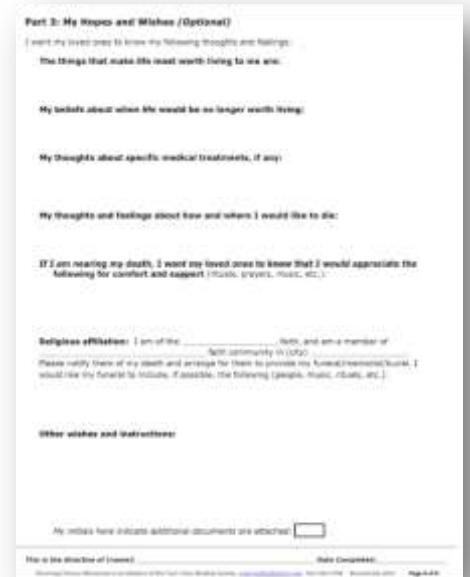 Part 3: My Hopes and Wishes (Optional)
I want my loved ones to know my following thoughts and feelings:
The things that make life most worth living to me are:
My beliefs about when life would be no longer worth living:
My thoughts about specific medical treatments, if any:
My thoughts and feelings about how and where I would like to die:
If I am nearing my death, I want my loved ones to know that I would appreciate the
following for comfort and support (rituals, prayers, music, etc.):
Religious affiliation: I am of the ____ faith, and am a member of
____ faith community in (city) ____
Please notify them of my death and arrange for them to provide my funeral/memorial/burial. I
would like my funeral to include, if possible, the following (people, music, rituals, etc.):
Other wishes and instructions:
My initials here indicate additional documents are attached:
This is the directive of (name) ____ Date Completed: ____